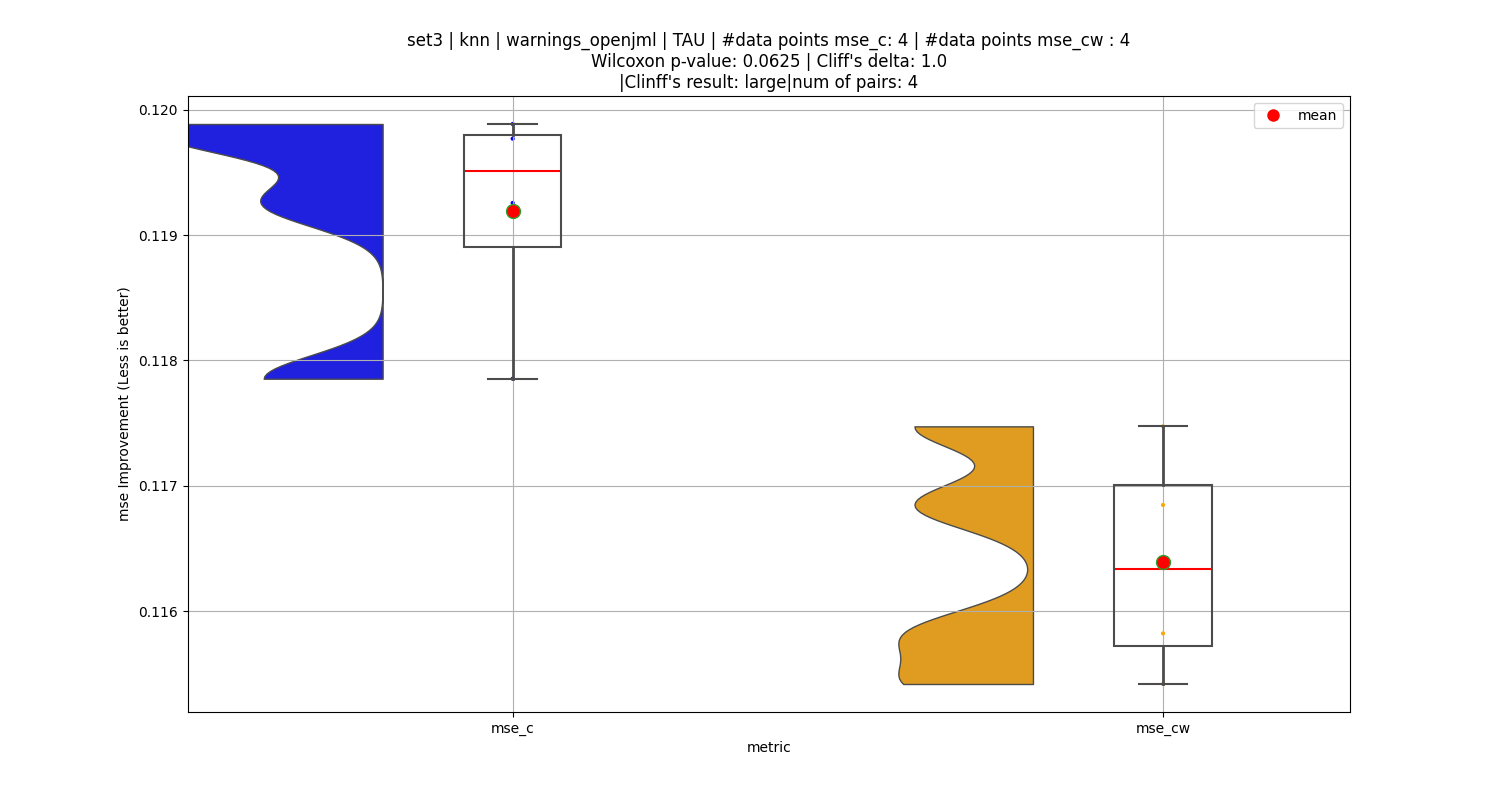 set3 | knn | warnings_openjml | TAU | #data points mse_c: 4 | #data points mse_cw : 4
Wilcoxon p-value: 0.0625 | Cliff's delta: 1.0
|Clinff's result: large|num of pairs: 4
mean
mse Improvement (Less is better)
0.120
0.119
0.118
0.117
0.116
mse_c
mse_cw
metric